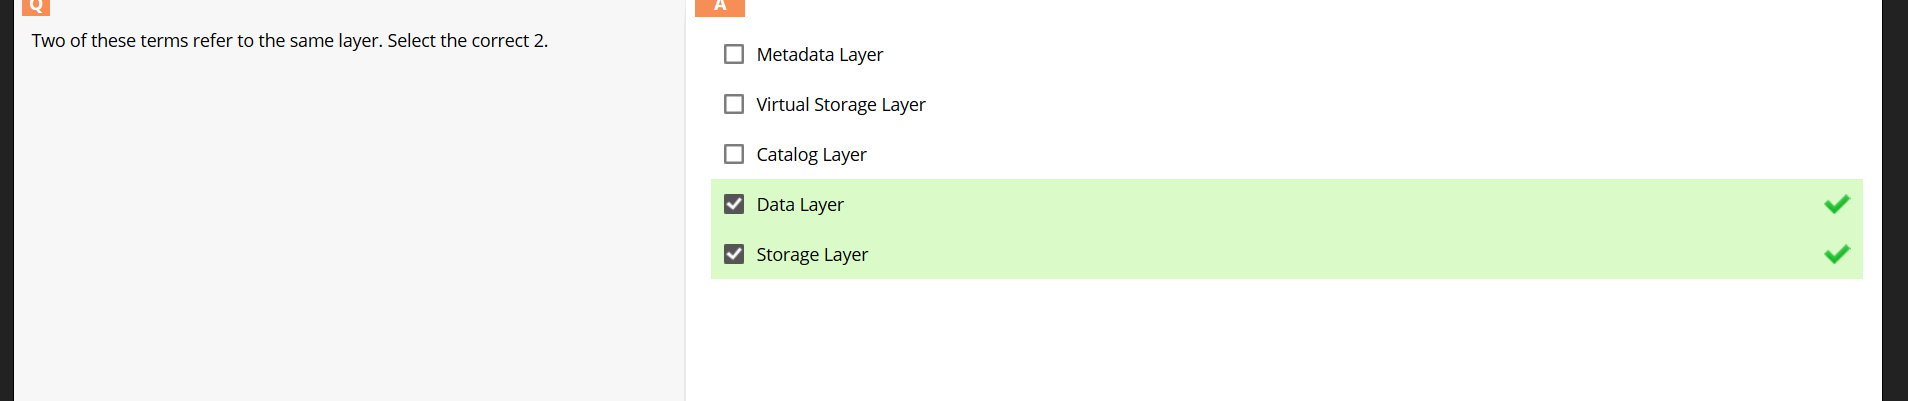 Q
Two of these terms refer to the same layer. Select the correct 2.
A
Metadata Layer
Virtual Storage Layer
Catalog Layer
Data Layer
Storage Layer